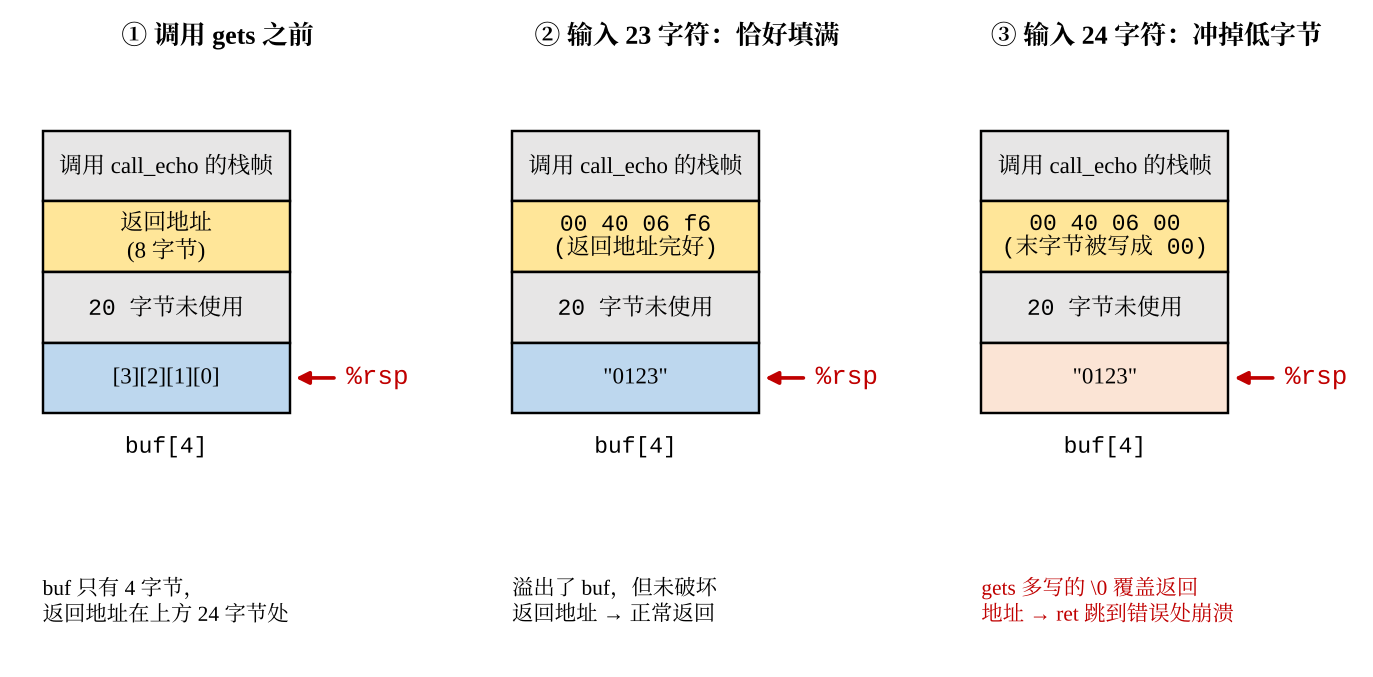 ① 调用 gets 之前
调用 call_echo 的栈帧
返回地址
(8 字节)
20 字节未使用
[3][2][1][0]
%rsp
buf[4]
buf 只有 4 字节,
返回地址在上方 24 字节处
② 输入 23 字符：恰好填满
调用 call_echo 的栈帧
00 40 06 f6
(返回地址完好)
20 字节未使用
"0123"
%rsp
buf[4]
溢出了 buf，但未破坏
返回地址 → 正常返回
③ 输入 24 字符：冲掉低字节
调用 call_echo 的栈帧
00 40 06 00
(末字节被写成 00)
20 字节未使用
"0123"
%rsp
buf[4]
gets 多写的 \0 覆盖返回
地址 → ret 跳到错误处崩溃